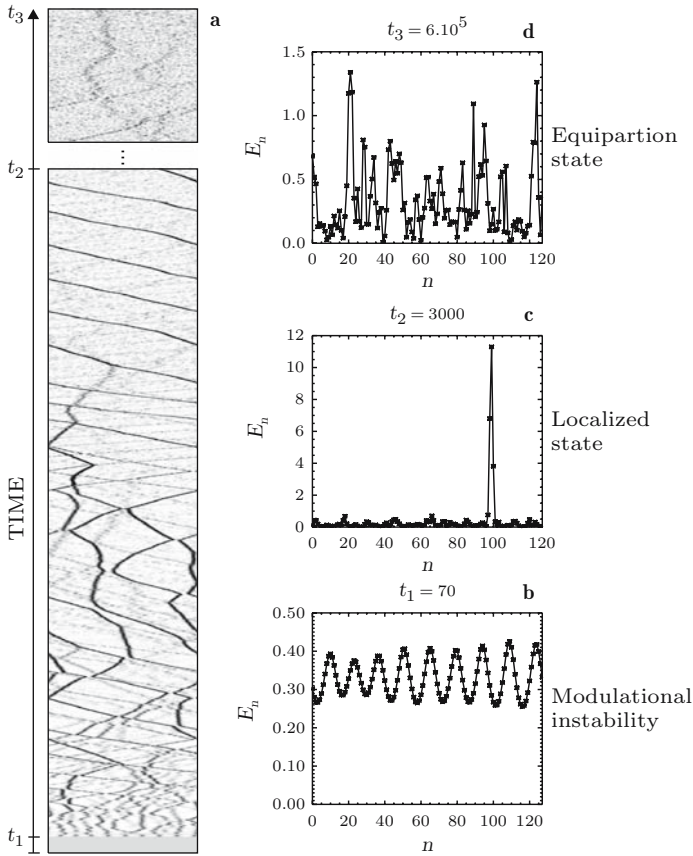 t3
a
t2
TIME
t1
t3 = 6.10^5
d
1.5
1.0
0.5
0.0
En
0 20 40 60 80 100 120
n
Equipartion
state
t2 = 3000
c
12
10
8
6
4
2
0
En
0 20 40 60 80 100 120
n
Localized
state
t1 = 70
b
0.50
0.40
0.30
0.20
0.10
0.00
En
0 20 40 60 80 100 120
n
Modulational
instability